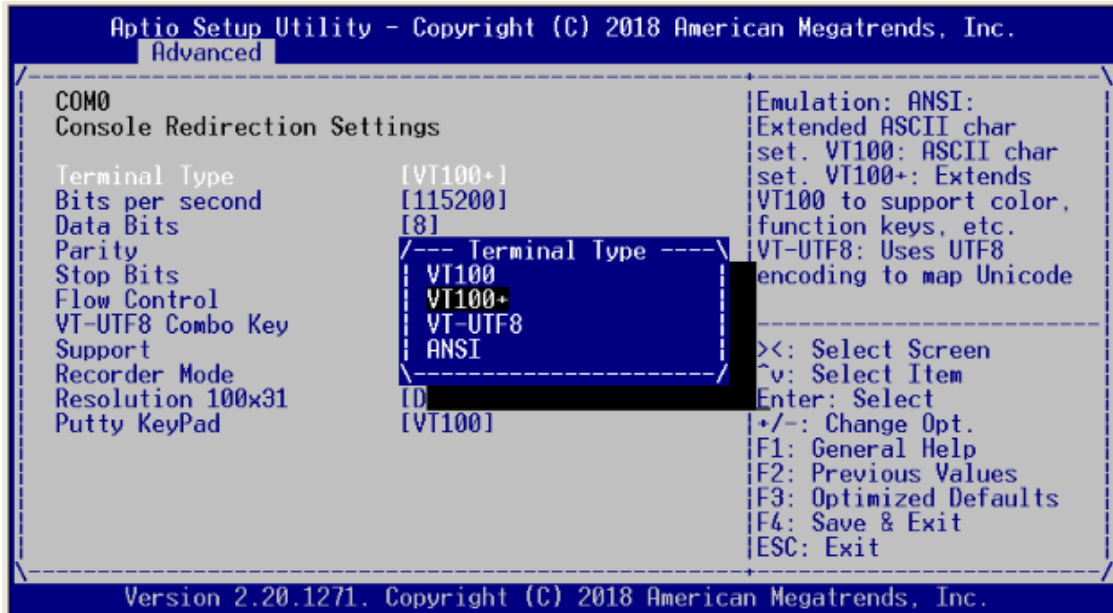 Aptio Setup Utility – Copyright (C) 2018 American Megatrends, Inc.
Advanced
COM0
Console Redirection Settings
Terminal Type [VT100+]
Bits per second [115200]
Data Bits [8]
Parity
Stop Bits
Flow Control
VT-UTF8 Combo Key
Support
Recorder Mode
Resolution 100x31 [D
Putty KeyPad [VT100]
Terminal Type
VT100
VT100+
VT-UTF8
ANSI
Emulation: ANSI:
Extended ASCII char
set. VT100: ASCII char
set. VT100+: Extends
VT100 to support color,
function keys, etc.
VT-UTF8: Uses UTF8
encoding to map Unicode
><: Select Screen
^v: Select Item
Enter: Select
+/-: Change Opt.
F1: General Help
F2: Previous Values
F3: Optimized Defaults
F4: Save & Exit
ESC: Exit
Version 2.20.1271. Copyright (C) 2018 American Megatrends, Inc.